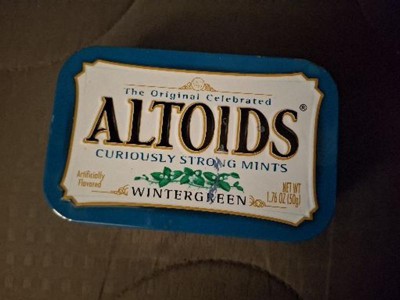 The Original Celebrated
ALTOIDS®
CURIOUSLY STRONG MINTS
Artificially
Flavored
WINTERGREEN
NET WT
1.76 OZ (50g)